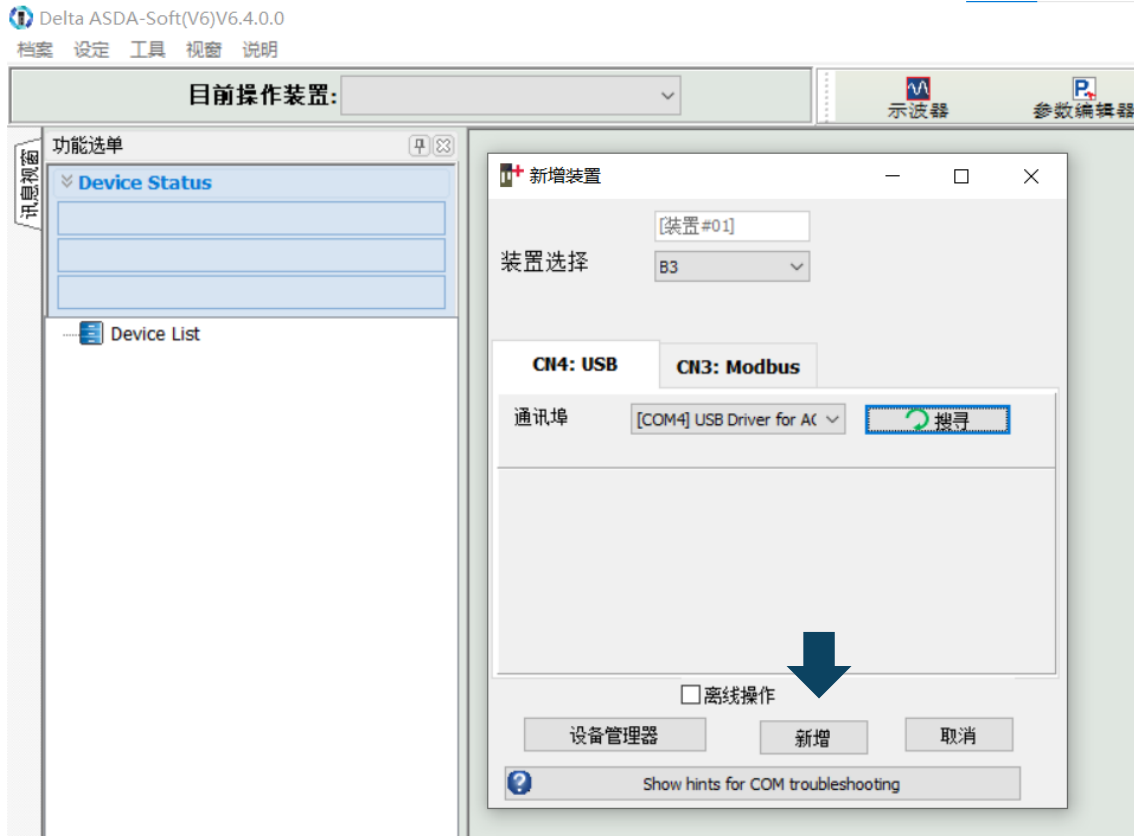 Delta ASDA-Soft(V6)V6.4.0.0
档案 设定 工具 视窗 说明
目前操作装置:
示波器
参数编辑器
讯息视窗
功能选单
Device Status
Device List
新增装置
[装置#01]
装置选择
B3
CN4: USB
CN3: Modbus
通讯埠
[COM4] USB Driver for A
搜寻
离线操作
设备管理器
新增
取消
Show hints for COM troubleshooting